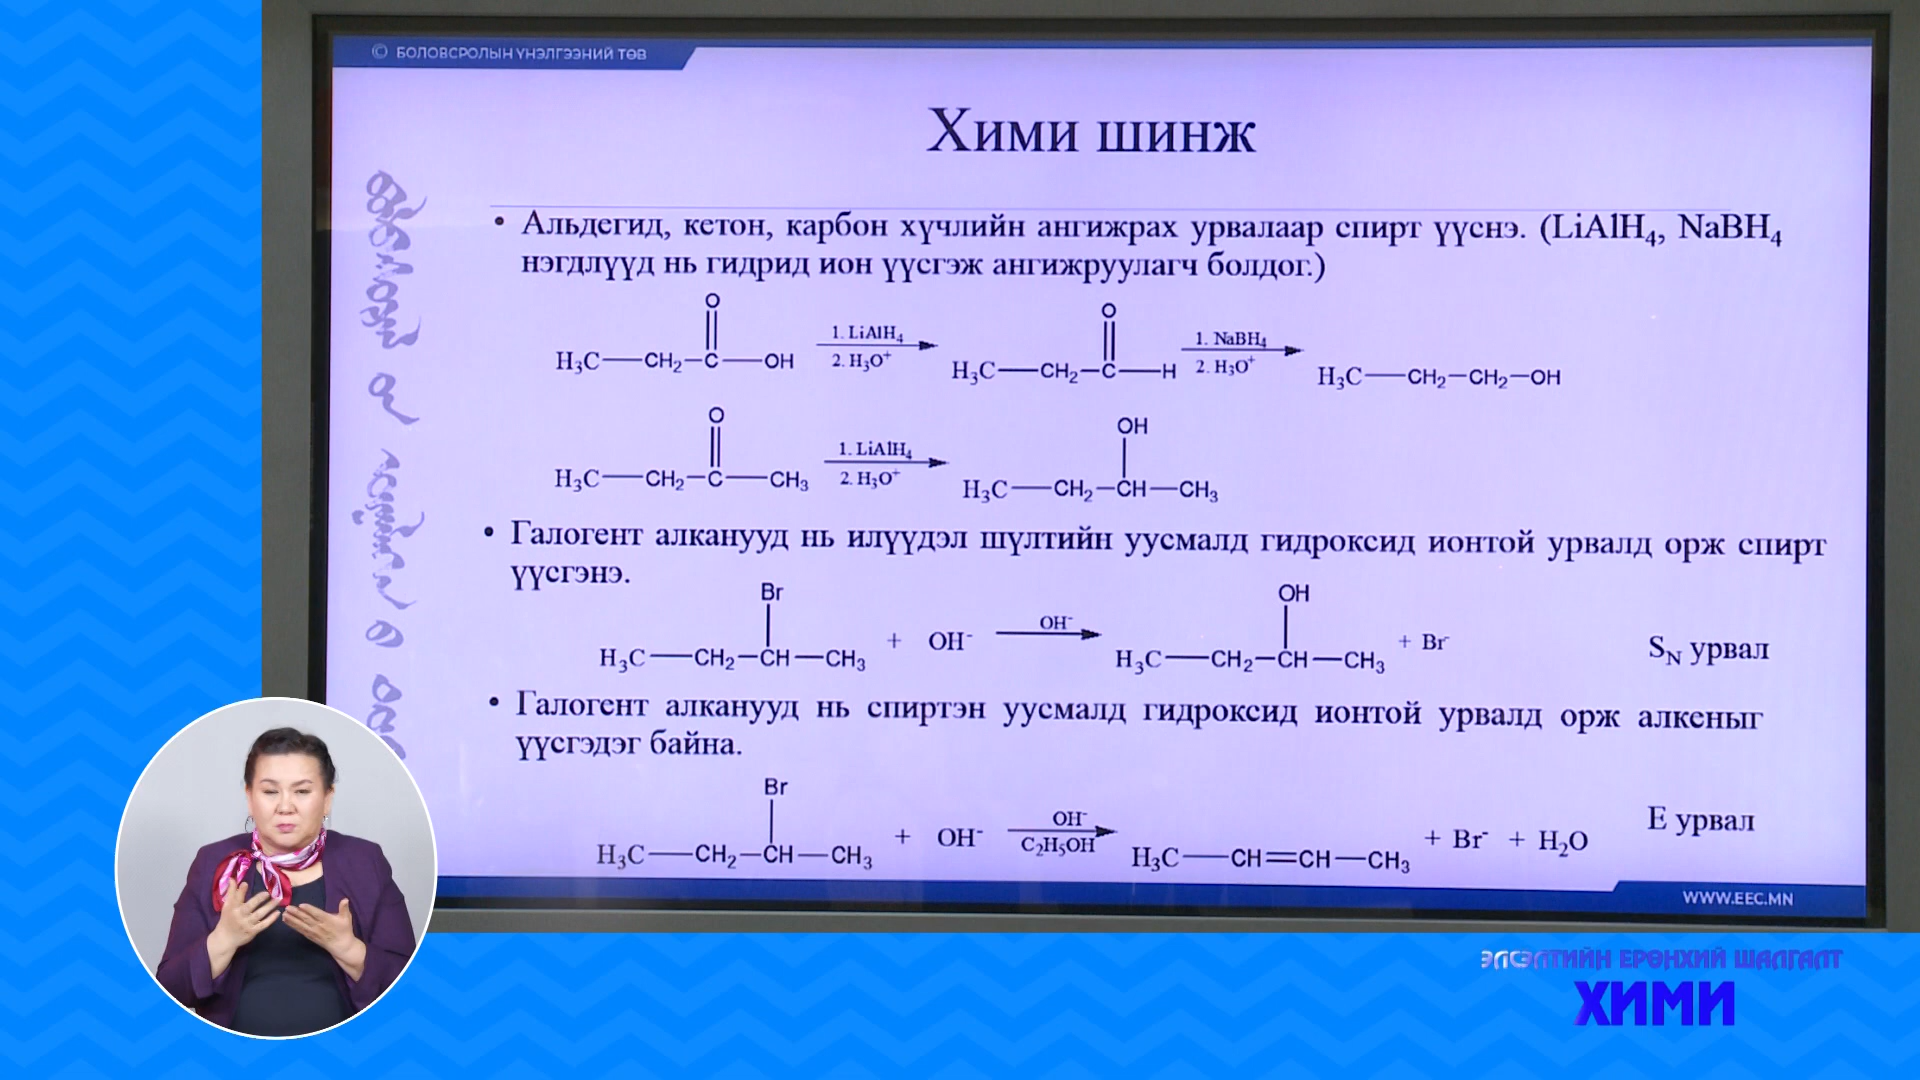 © БОЛОВСРОЛЫН ҮНЭЛГЭЭНИЙ ТӨВ
Хими шинж
• Альдегид, кетон, карбон хүчлийн ангижрах урвалаар спирт үүснэ. (LiAlH₄, NaBH₄
нэгдлүүд нь гидрид ион үүсгэж ангижруулагч болдог.)
O
H₃C—CH₂—C—OH
1. LiAlH₄
2. H₃O⁺
O
H₃C—CH₂—C—H
1. NaBH₄
2. H₃O⁺
H₃C—CH₂—CH₂—OH
O
H₃C—CH₂—C—CH₃
1. LiAlH₄
2. H₃O⁺
OH
H₃C—CH₂—CH—CH₃
• Галогент алканууд нь илүүдэл шүлтийн уусмалд гидроксид ионтой урвалд орж спирт
үүсгэнэ.
Br
H₃C—CH₂—CH—CH₃ + OH⁻
OH⁻
OH
H₃C—CH₂—CH—CH₃ + Br⁻
Sɴ урвал
• Галогент алканууд нь спиртэн уусмалд гидроксид ионтой урвалд орж алкеныг
үүсгэдэг байна.
Br
H₃C—CH₂—CH—CH₃ + OH⁻
OH⁻
C₂H₅OH
H₃C—CH=CH—CH₃ + Br⁻ + H₂O
E урвал
WWW.EEC.MN
ЭЛСЭЛТИЙН ЕРӨНХИЙ ШАЛГАЛТ
ХИМИ